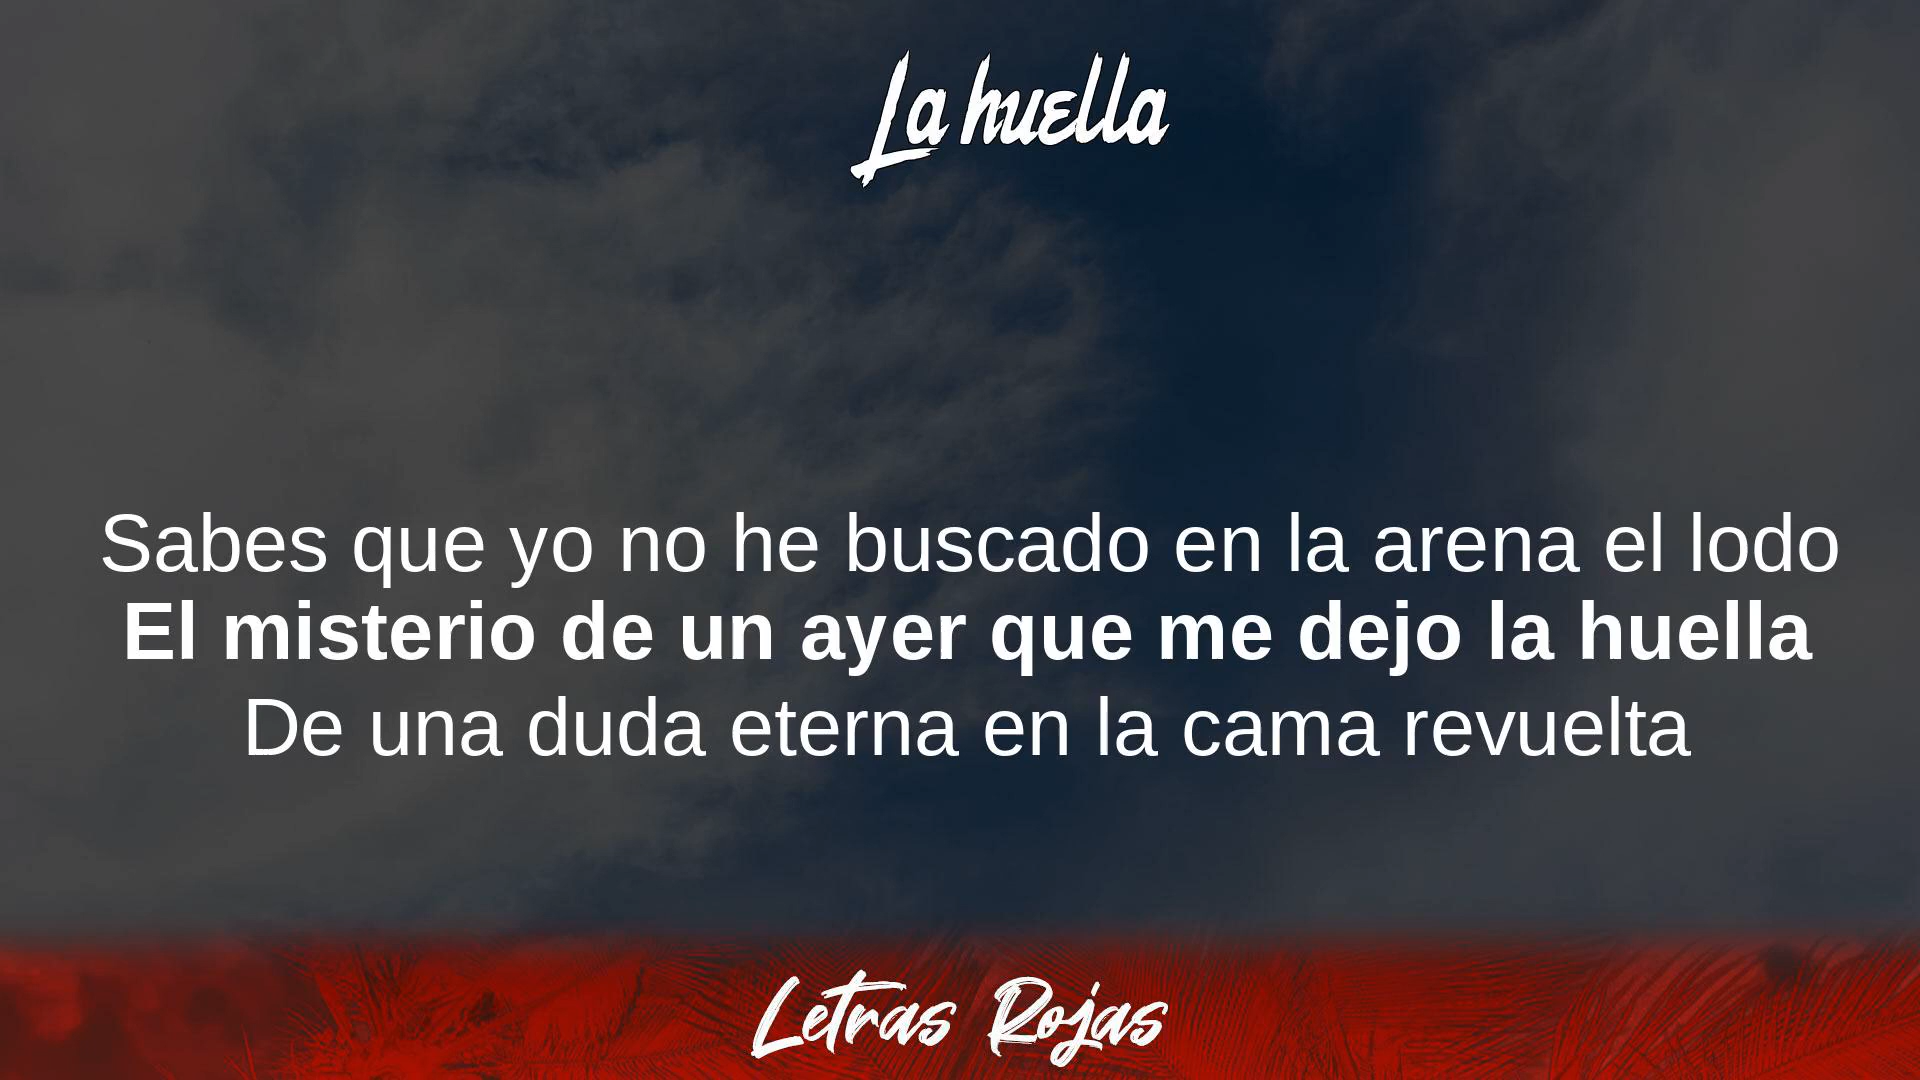 La huella
Sabes que yo no he buscado en la arena el lodo
El misterio de un ayer que me dejo la huella
De una duda eterna en la cama revuelta
Letras Rojas